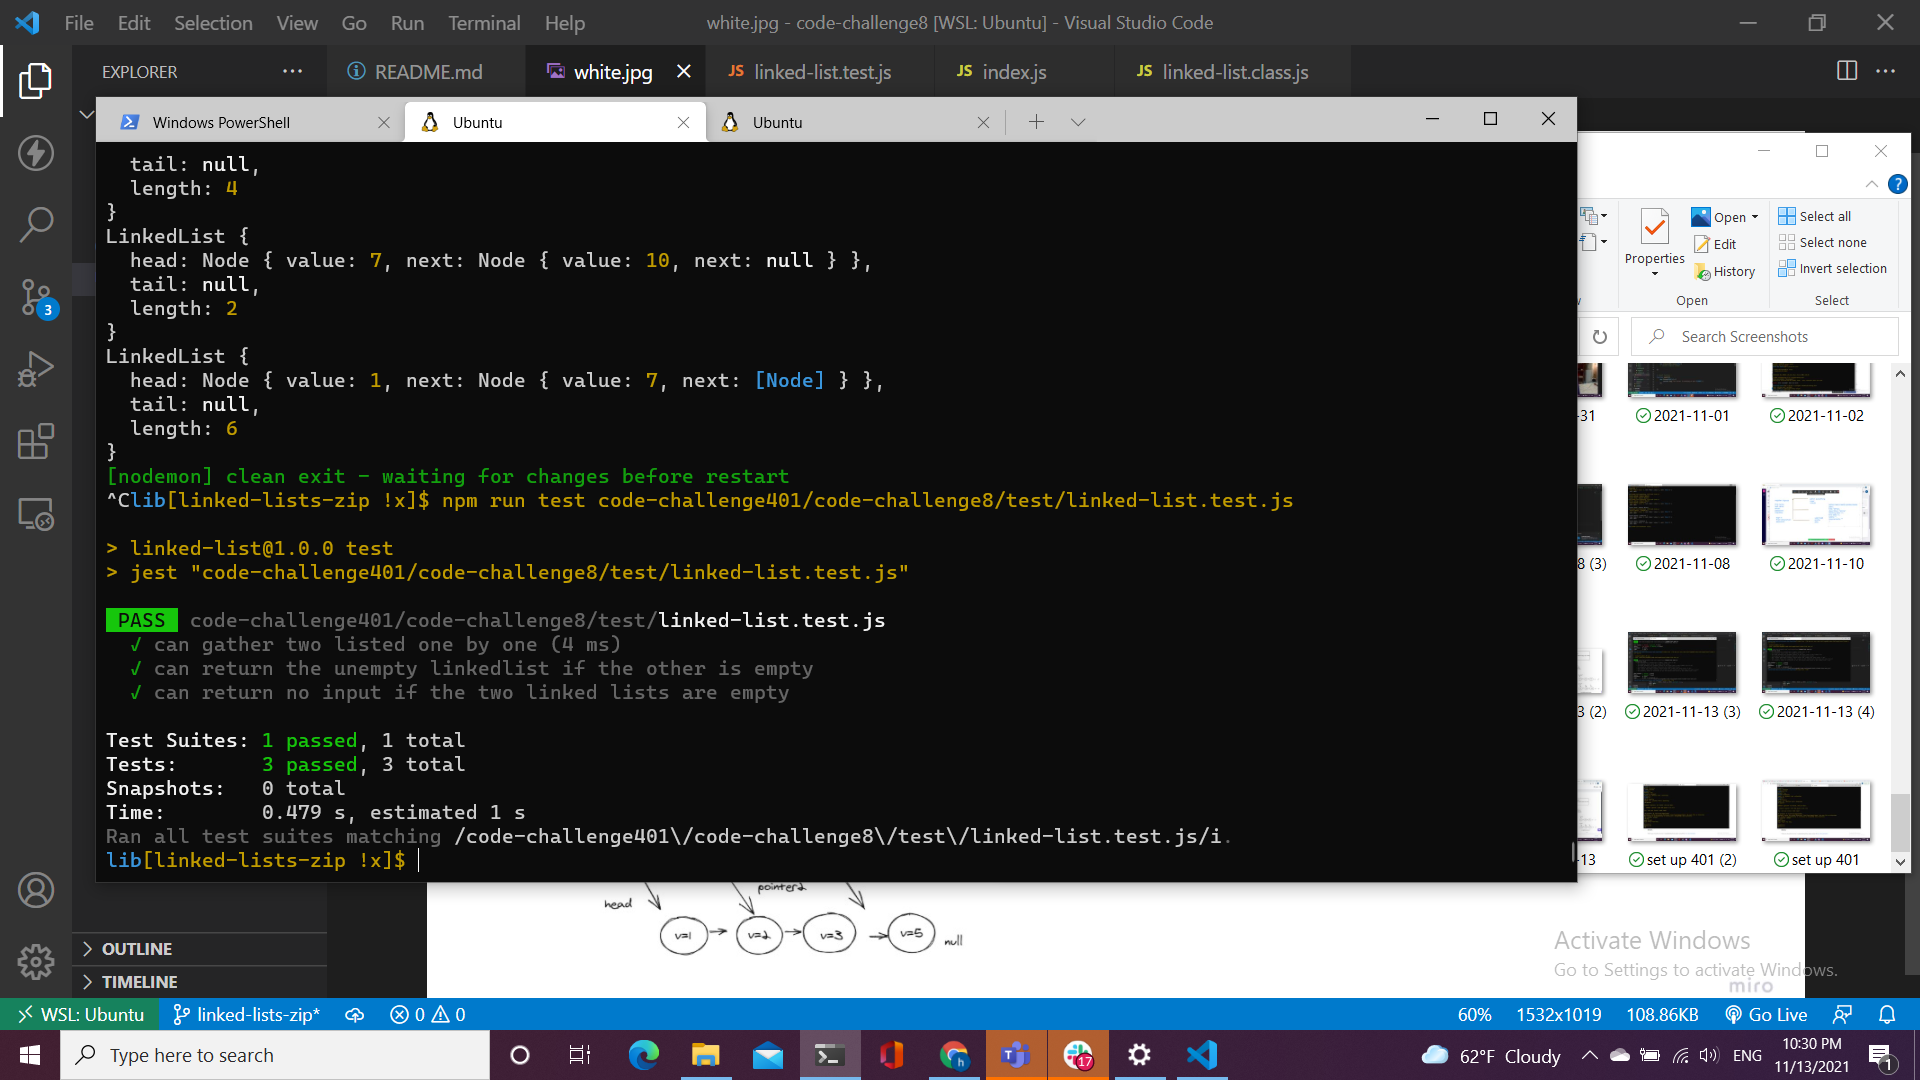 File Edit Selection View Go Run Terminal Help white.jpg - code-challenge8 [WSL: Ubuntu] - Visual Studio Code
EXPLORER
README.md white.jpg JS linked-list.test.js JS index.js JS linked-list.class.js
Windows PowerShell Ubuntu Ubuntu
tail: null,
length: 4
}
LinkedList {
head: Node { value: 7, next: Node { value: 10, next: null } },
tail: null,
length: 2
}
LinkedList {
head: Node { value: 1, next: Node { value: 7, next: [Node] } },
tail: null,
length: 6
}
[nodemon] clean exit - waiting for changes before restart
^Clib[linked-lists-zip !x]$ npm run test code-challenge401/code-challenge8/test/linked-list.test.js
> linked-list@1.0.0 test
> jest "code-challenge401/code-challenge8/test/linked-list.test.js"
PASS code-challenge401/code-challenge8/test/linked-list.test.js
√ can gather two listed one by one (4 ms)
√ can return the unempty linkedlist if the other is empty
√ can return no input if the two linked lists are empty
Test Suites: 1 passed, 1 total
Tests: 3 passed, 3 total
Snapshots: 0 total
Time: 0.479 s, estimated 1 s
Ran all test suites matching /code-challenge401\/code-challenge8\/test\/linked-list.test.js/i.
lib[linked-lists-zip !x]$
Properties
Open
Edit
History
Open
Select all
Select none
Invert selection
Select
Search Screenshots
-31 2021-11-01 2021-11-02
8 (3) 2021-11-08 2021-11-10
3 (2) 2021-11-13 (3) 2021-11-13 (4)
-13 set up 401 (2) set up 401
pointer2
head
v=1 v=2 v=3 v=5 null
Activate Windows
Go to Settings to activate Windows.
miro
3
OUTLINE
TIMELINE
WSL: Ubuntu linked-lists-zip* 0 0 60% 1532x1019 108.86KB Go Live
Type here to search 17 62°F Cloudy ENG 10:30 PM
11/13/2021 1